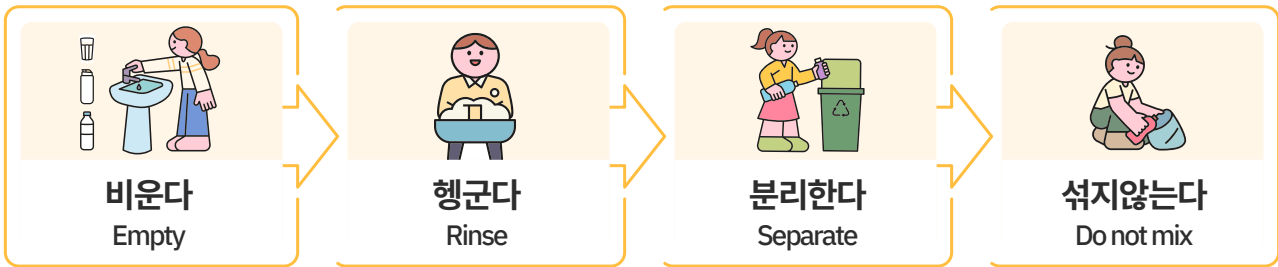 비운다
Empty
헹군다
Rinse
분리한다
Separate
섞지않는다
Do not mix